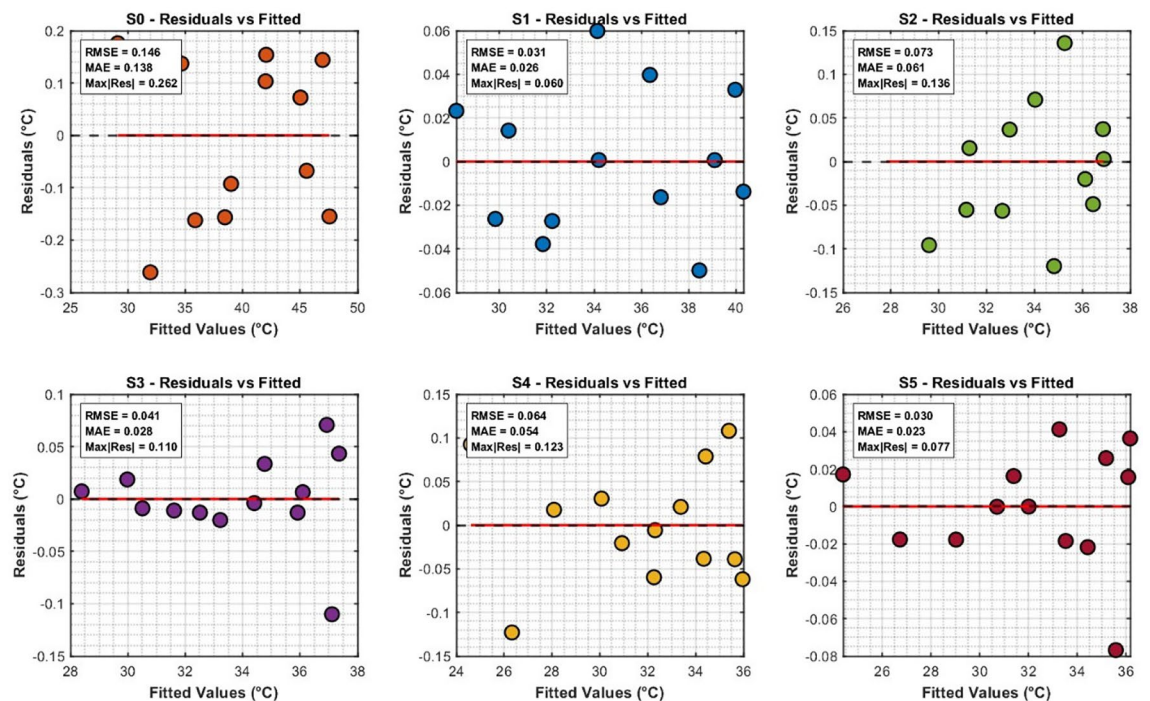 S0 - Residuals vs Fitted
RMSE = 0.146
MAE = 0.138
Max|Res| = 0.262
0.2
0.1
0
-0.1
-0.2
-0.3
Residuals (°C)
25 30 35 40 45 50
Fitted Values (°C)
S1 - Residuals vs Fitted
RMSE = 0.031
MAE = 0.026
Max|Res| = 0.060
0.06
0.04
0.02
0
-0.02
-0.04
-0.06
Residuals (°C)
30 32 34 36 38 40
Fitted Values (°C)
S2 - Residuals vs Fitted
RMSE = 0.073
MAE = 0.061
Max|Res| = 0.136
0.15
0.1
0.05
0
-0.05
-0.1
-0.15
Residuals (°C)
26 28 30 32 34 36 38
Fitted Values (°C)
S3 - Residuals vs Fitted
RMSE = 0.041
MAE = 0.028
Max|Res| = 0.110
0.1
0.05
0
-0.05
-0.1
-0.15
Residuals (°C)
28 30 32 34 36 38
Fitted Values (°C)
S4 - Residuals vs Fitted
RMSE = 0.064
MAE = 0.054
Max|Res| = 0.123
0.15
0.1
0.05
0
-0.05
-0.1
-0.15
Residuals (°C)
24 26 28 30 32 34 36
Fitted Values (°C)
S5 - Residuals vs Fitted
RMSE = 0.030
MAE = 0.023
Max|Res| = 0.077
0.06
0.04
0.02
0
-0.02
-0.04
-0.06
-0.08
Residuals (°C)
26 28 30 32 34 36
Fitted Values (°C)